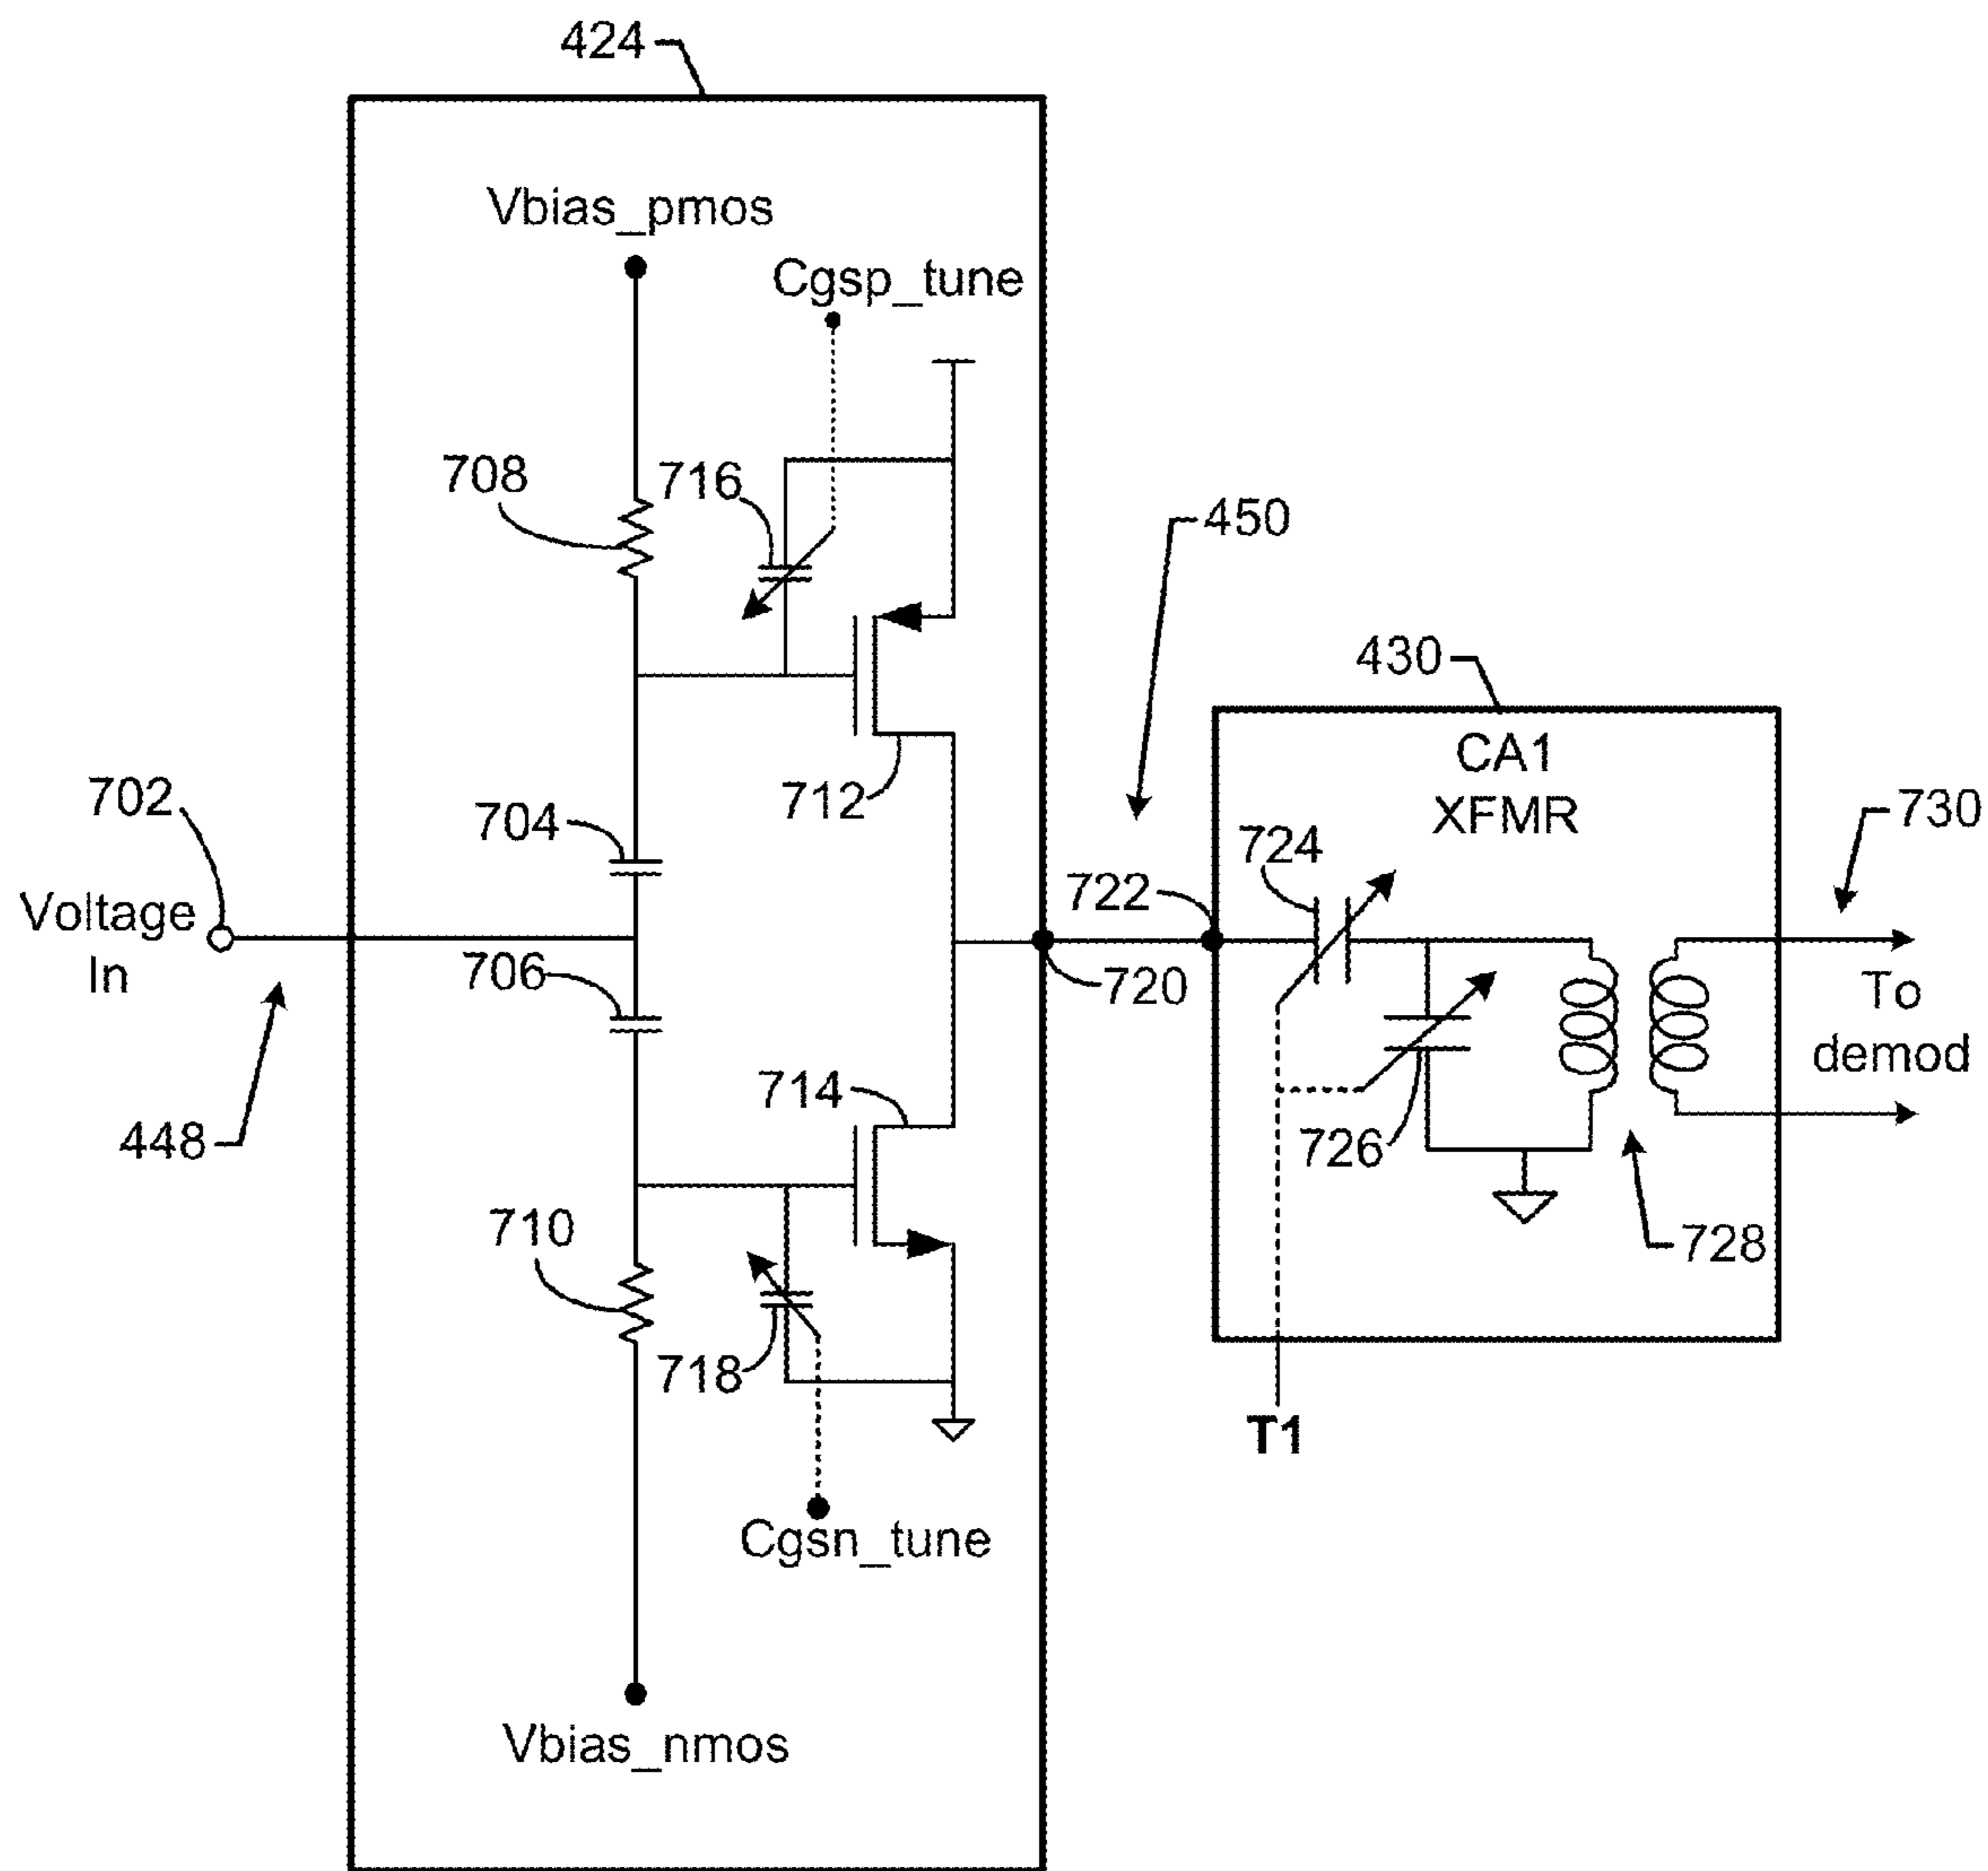 424
Vbias_pmos
Cgsp_tune
708
716
450
430
CA1
XFMR
702
712
730
704
724
722
Voltage
In
706
720
To
demod
714
726
448
710
728
718
T1
Cgsn_tune
Vbias_nmos